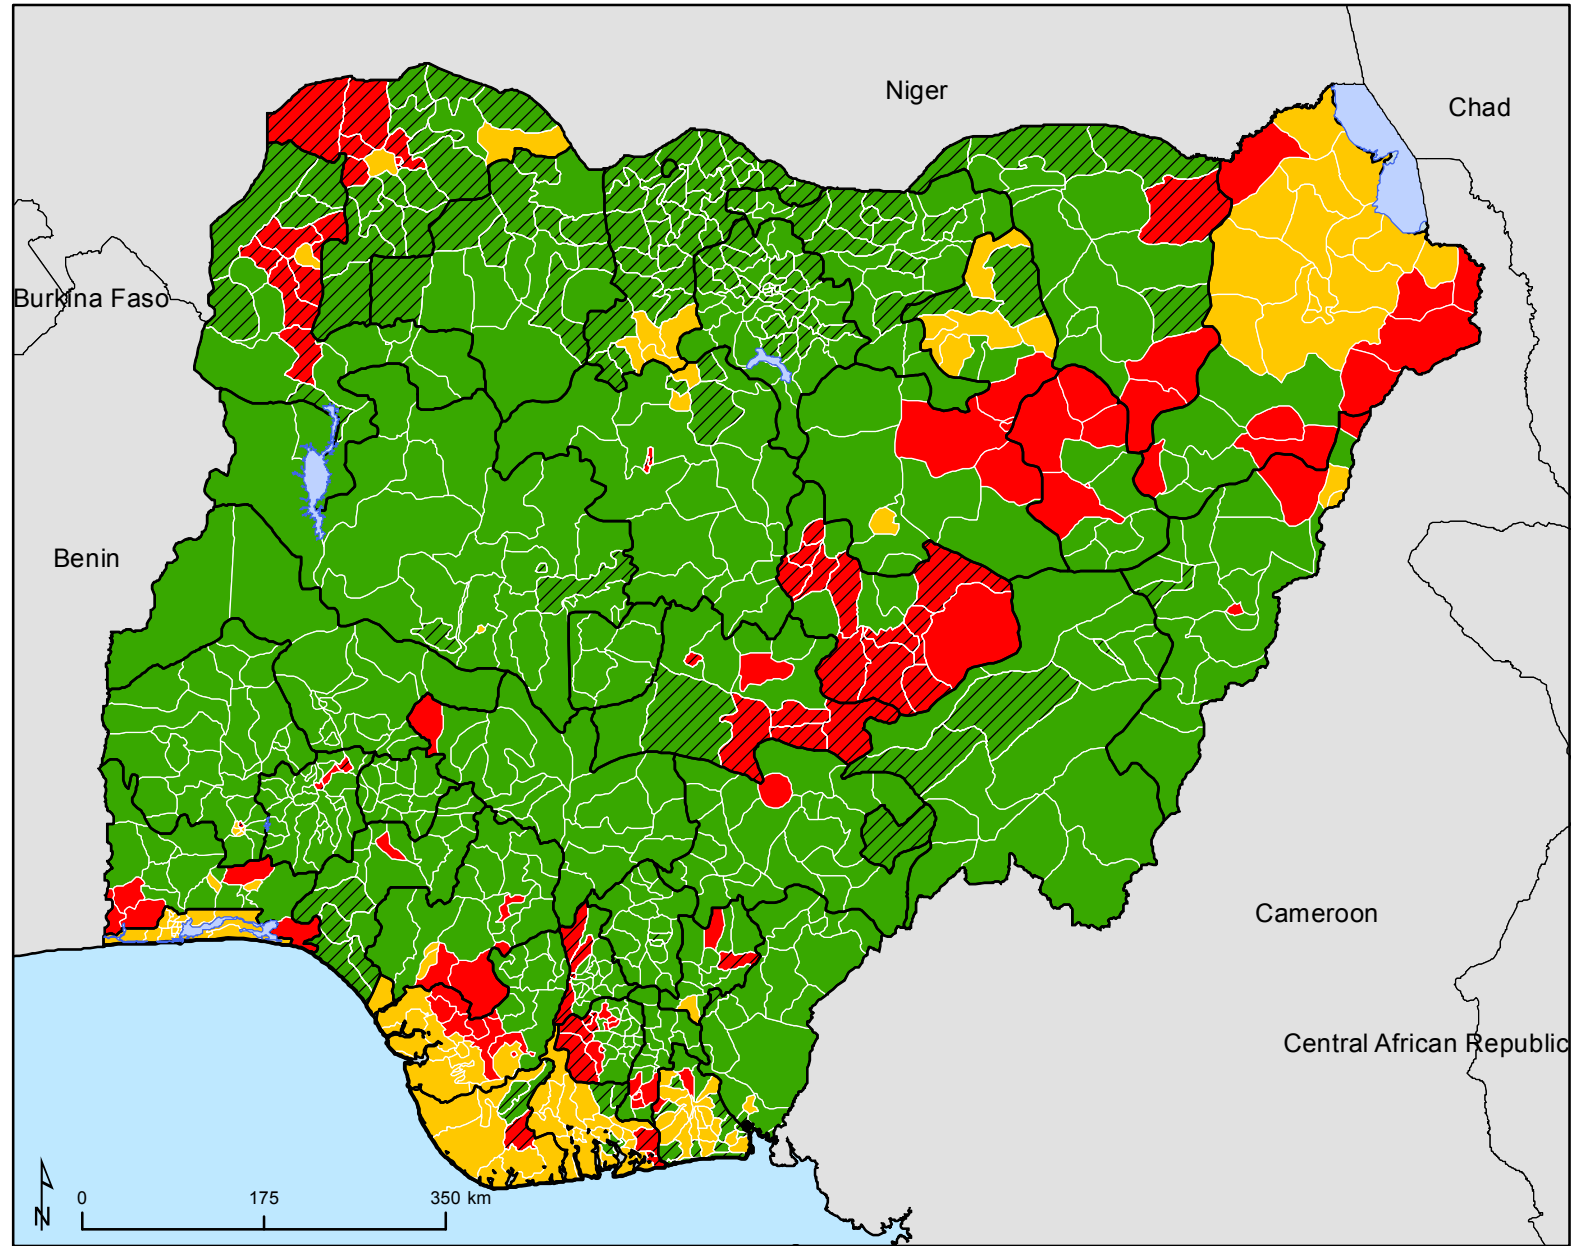 Niger
Chad
Burkina Faso
Benin
Cameroon
Central African Republic
0 175 350 km
N